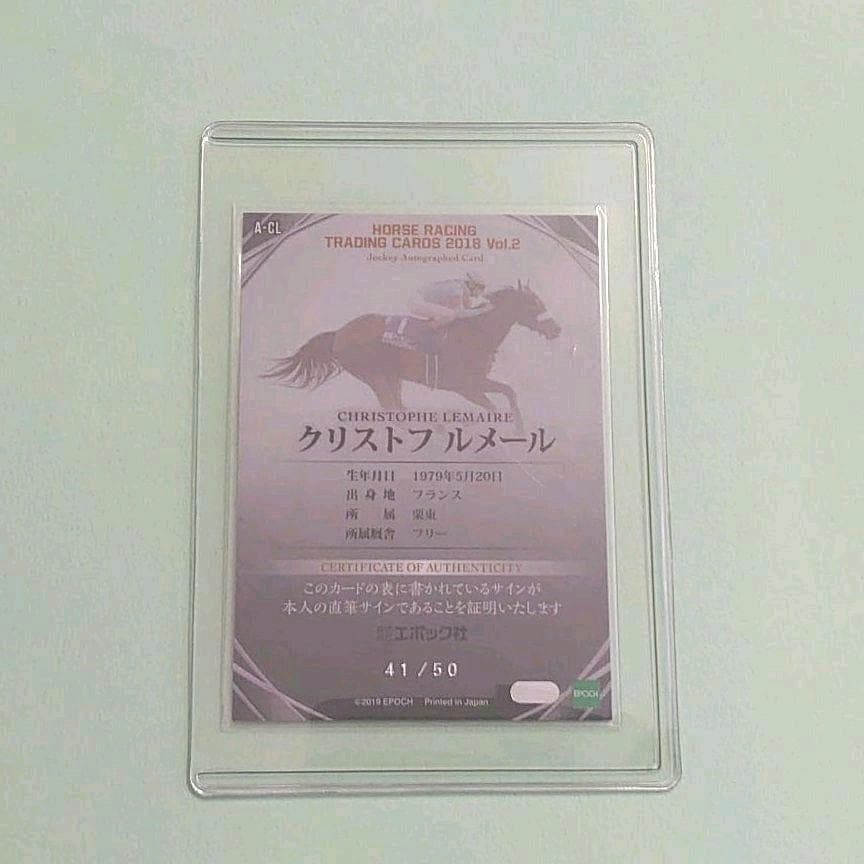 A-CL
HORSE RACING
TRADING CARDS 2018 Vol.2
Jockey Autographed Card
1
CHRISTOPHE LEMAIRE
クリストフ ルメール
生年月日 1979年5月20日
出身地 フランス
所属 栗東
所属厩舎 フリー
CERTIFICATE OF AUTHENTICITY
このカードの表に書かれているサインが
本人の直筆サインであることを証明いたします
エポック社
41/50
©2019 EPOCH Printed in Japan
EPOCH